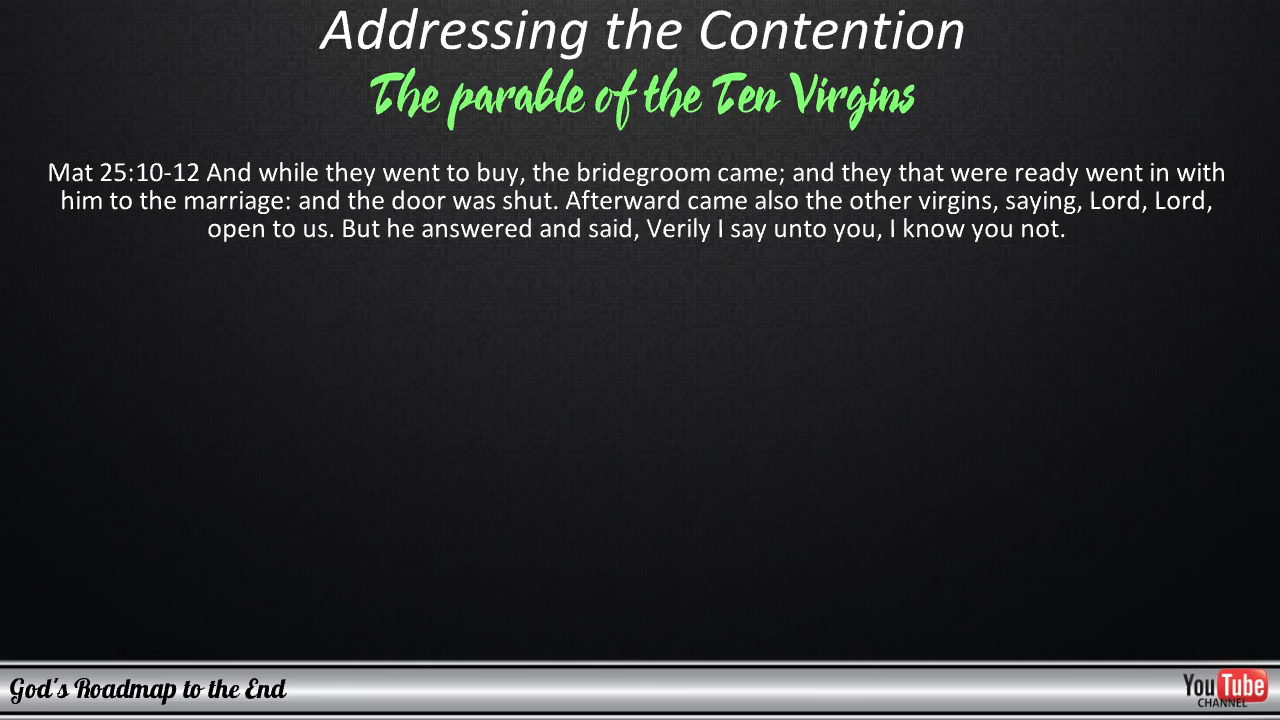 Addressing the Contention
The parable of the Ten Virgins
Mat 25:10-12 And while they went to buy, the bridegroom came; and they that were ready went in with
him to the marriage: and the door was shut. Afterward came also the other virgins, saying, Lord, Lord,
open to us. But he answered and said, Verily I say unto you, I know you not.
God's Roadmap to the End
YouTube
CHANNEL